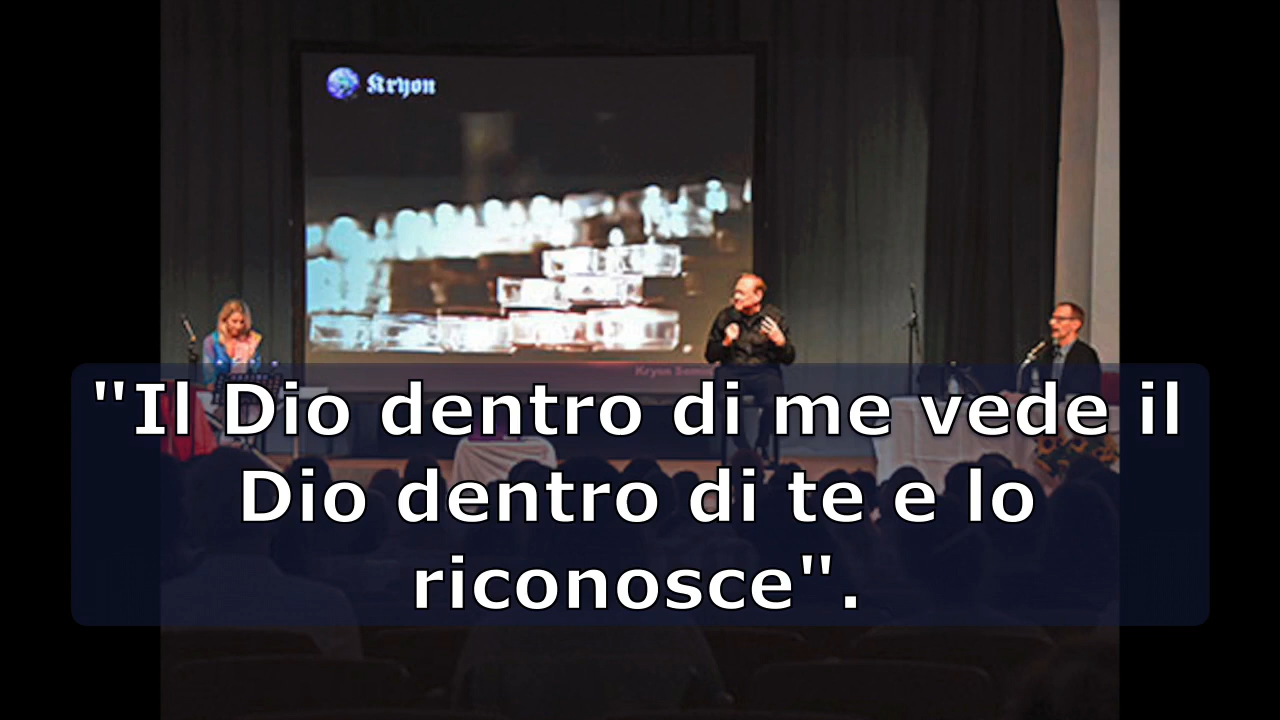 Kryon
"Il Dio dentro di me vede il
Dio dentro di te e lo
riconosce".